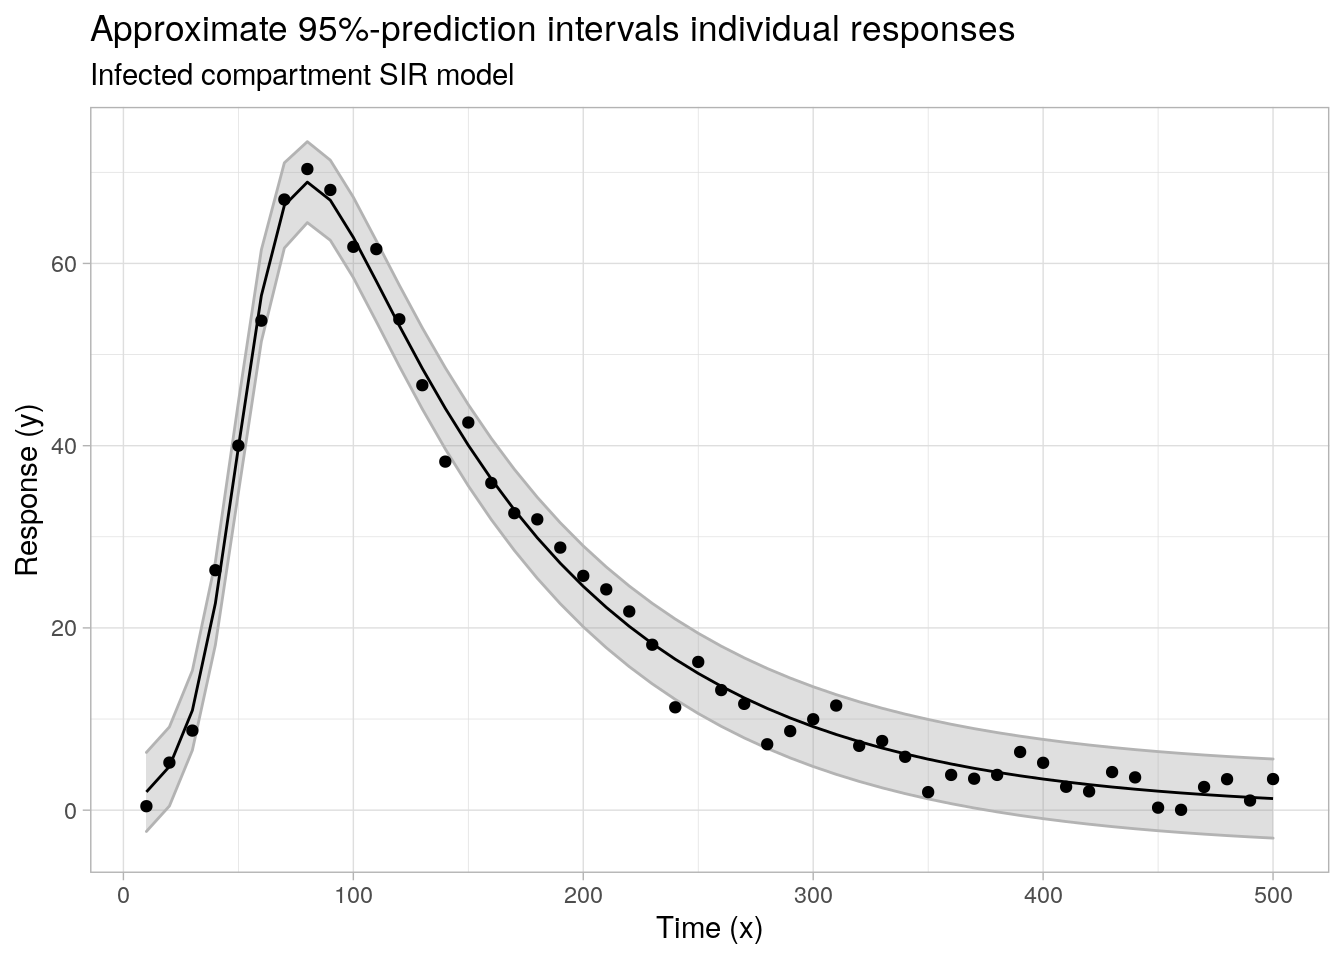 Approximate 95%-prediction intervals individual responses
Infected compartment SIR model
Response (y)
60
40
20
0
0 100 200 300 400 500
Time (x)